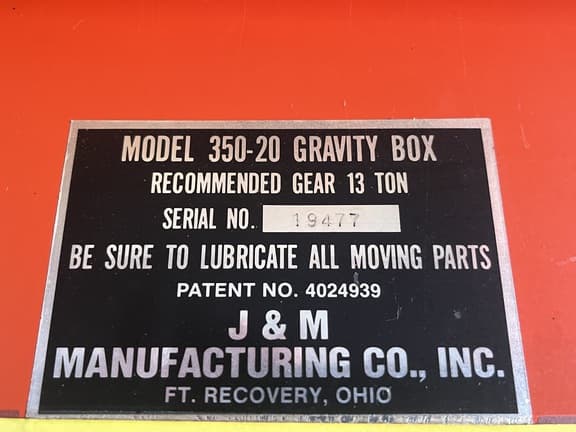 MODEL 350-20 GRAVITY BOX
RECOMMENDED GEAR 13 TON
SERIAL NO. 19477
BE SURE TO LUBRICATE ALL MOVING PARTS
PATENT NO. 4024939
J & M
MANUFACTURING CO., INC.
FT. RECOVERY, OHIO